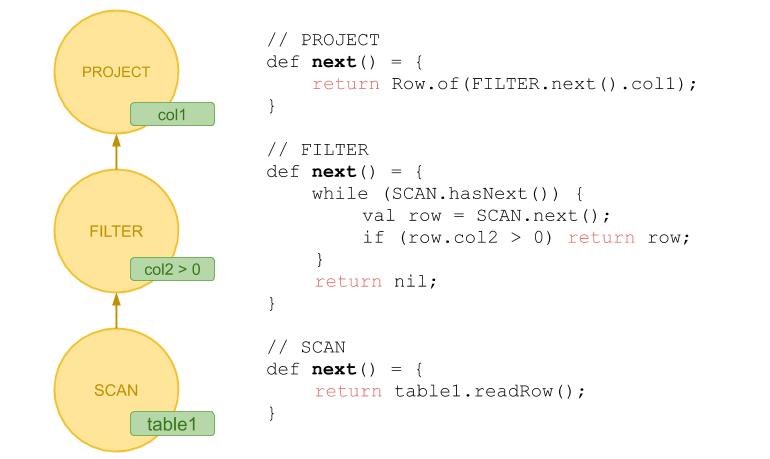 PROJECT
col1
FILTER
col2 > 0
SCAN
table1
// PROJECT
def next() = {
return Row.of(FILTER.next().col1);
}
// FILTER
def next() = {
while (SCAN.hasNext()) {
val row = SCAN.next();
if (row.col2 > 0) return row;
}
return nil;
}
// SCAN
def next() = {
return table1.readRow();
}